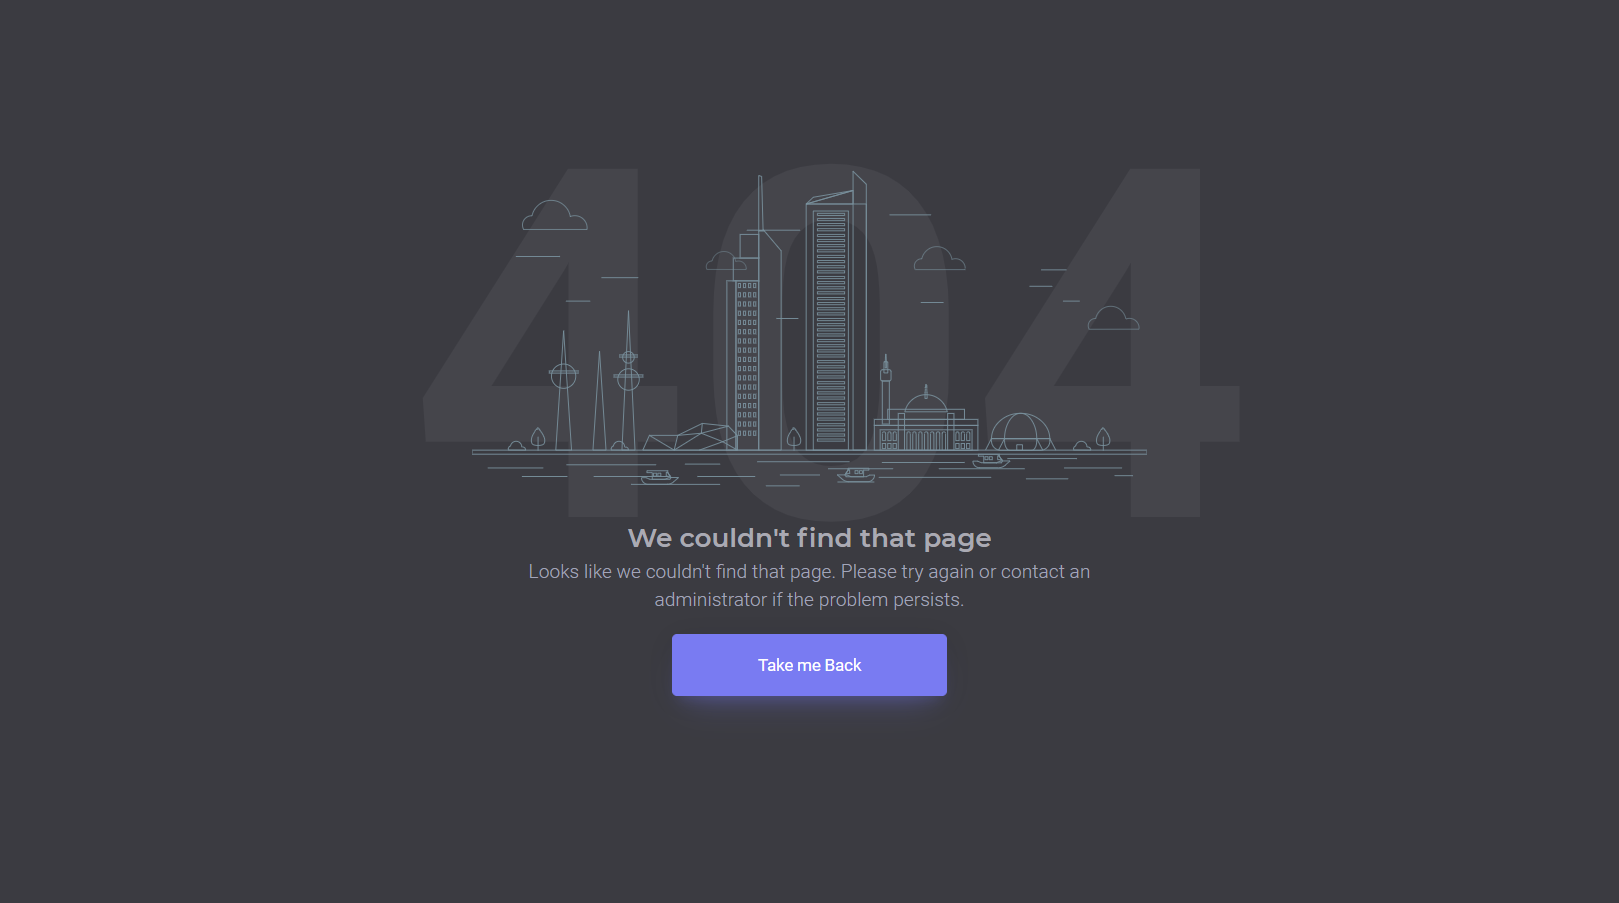 404
We couldn't find that page
Looks like we couldn't find that page. Please try again or contact an
administrator if the problem persists.
Take me Back